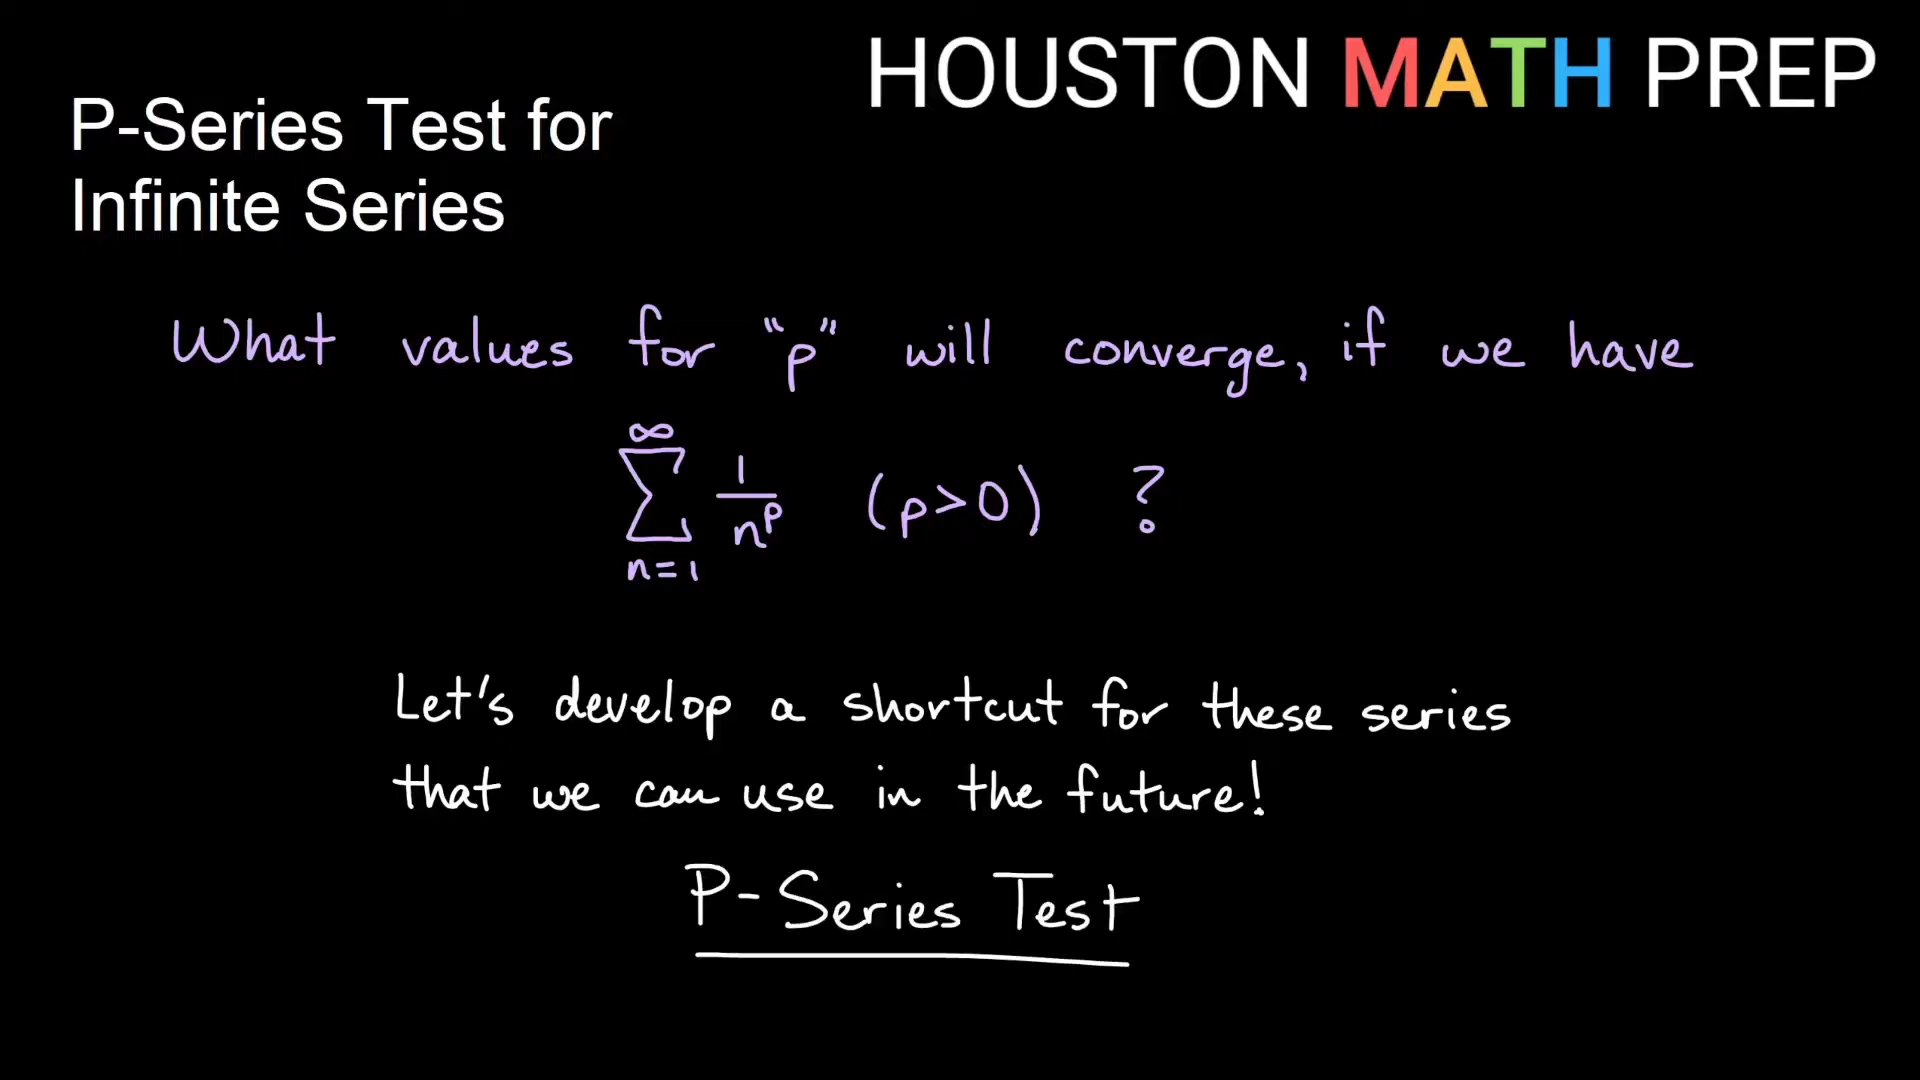 HOUSTON MATH PREP
P-Series Test for
Infinite Series
What values for "p" will converge, if we have
∞
∑ 1/n^p (p>0) ?
n=1
Let's develop a shortcut for these series
that we can use in the future!
P-Series Test